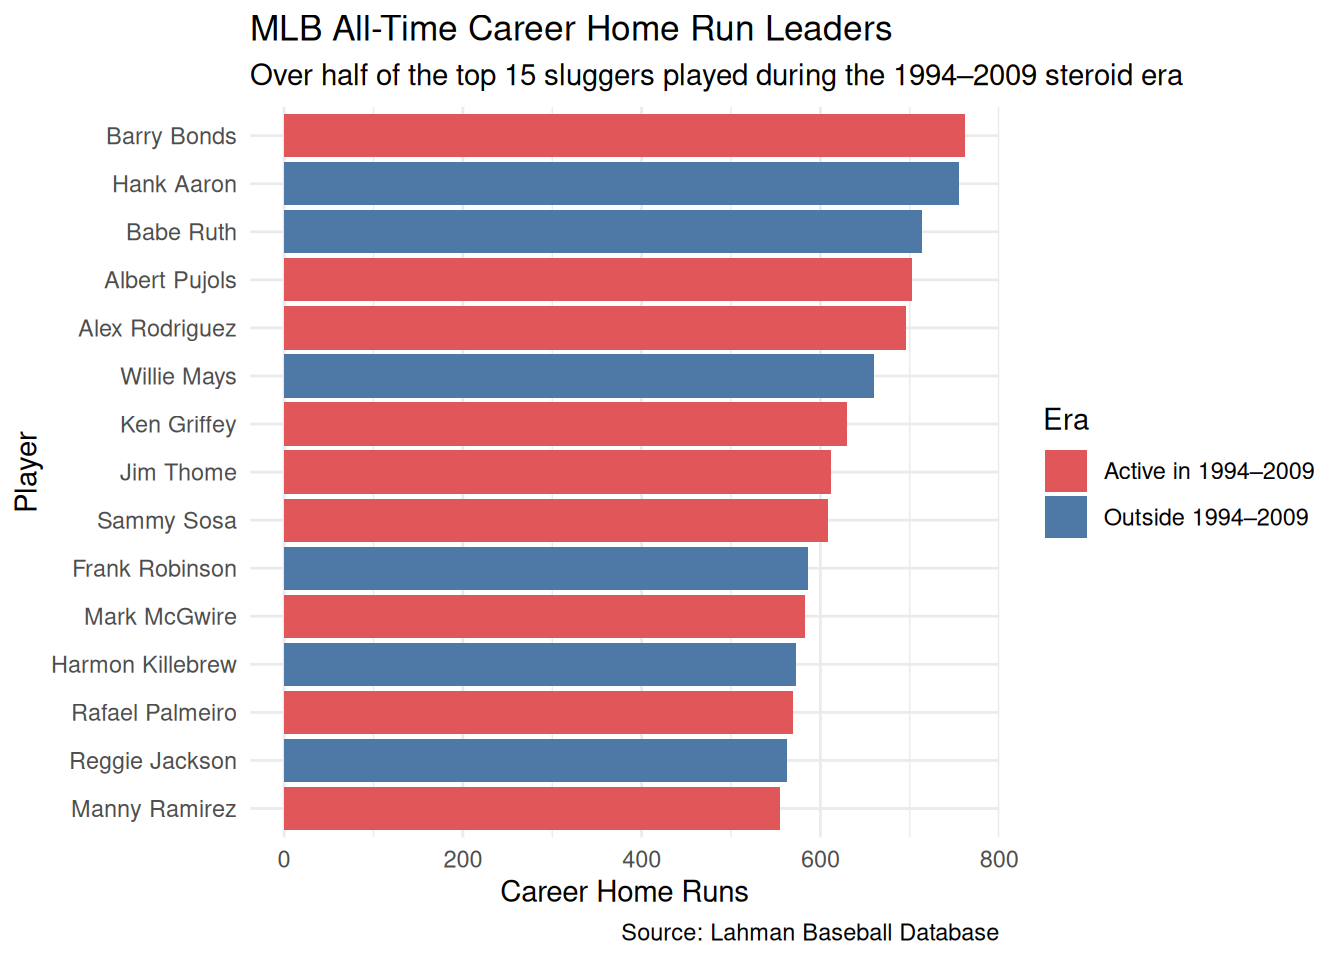 MLB All-Time Career Home Run Leaders
Over half of the top 15 sluggers played during the 1994–2009 steroid era
Player
Barry Bonds
Hank Aaron
Babe Ruth
Albert Pujols
Alex Rodriguez
Willie Mays
Ken Griffey
Jim Thome
Sammy Sosa
Frank Robinson
Mark McGwire
Harmon Killebrew
Rafael Palmeiro
Reggie Jackson
Manny Ramirez
0 200 400 600 800
Career Home Runs
Era
Active in 1994–2009
Outside 1994–2009
Source: Lahman Baseball Database